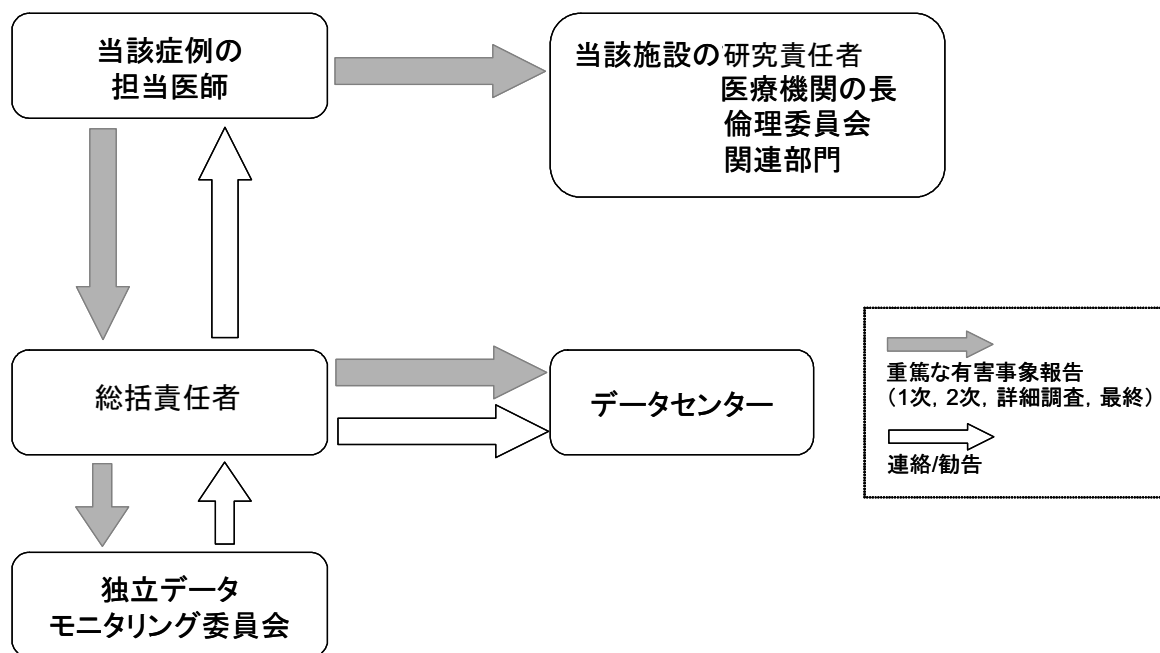 当該症例の
担当医師
当該施設の研究責任者
医療機関の長
倫理委員会
関連部門
総括責任者
データセンター
重篤な有害事象報告
(1次, 2次, 詳細調査, 最終)
連絡/勧告
独立データ
モニタリング委員会